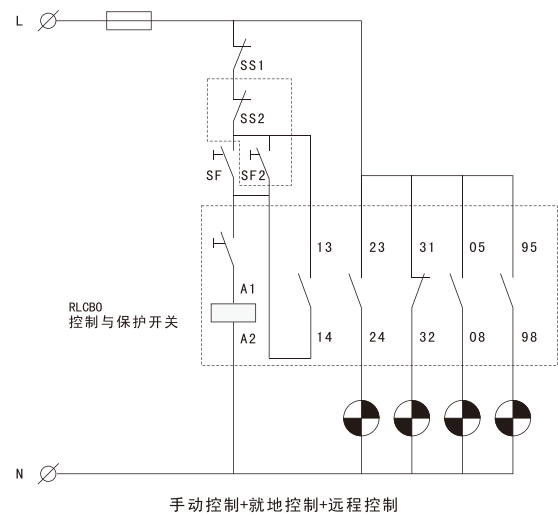 L
SS1
SS2
SF SF2
13 23 31 05 95
A1
RLCBO
控制与保护开关
A2 14 24 32 08 98
N
手动控制+就地控制+远程控制